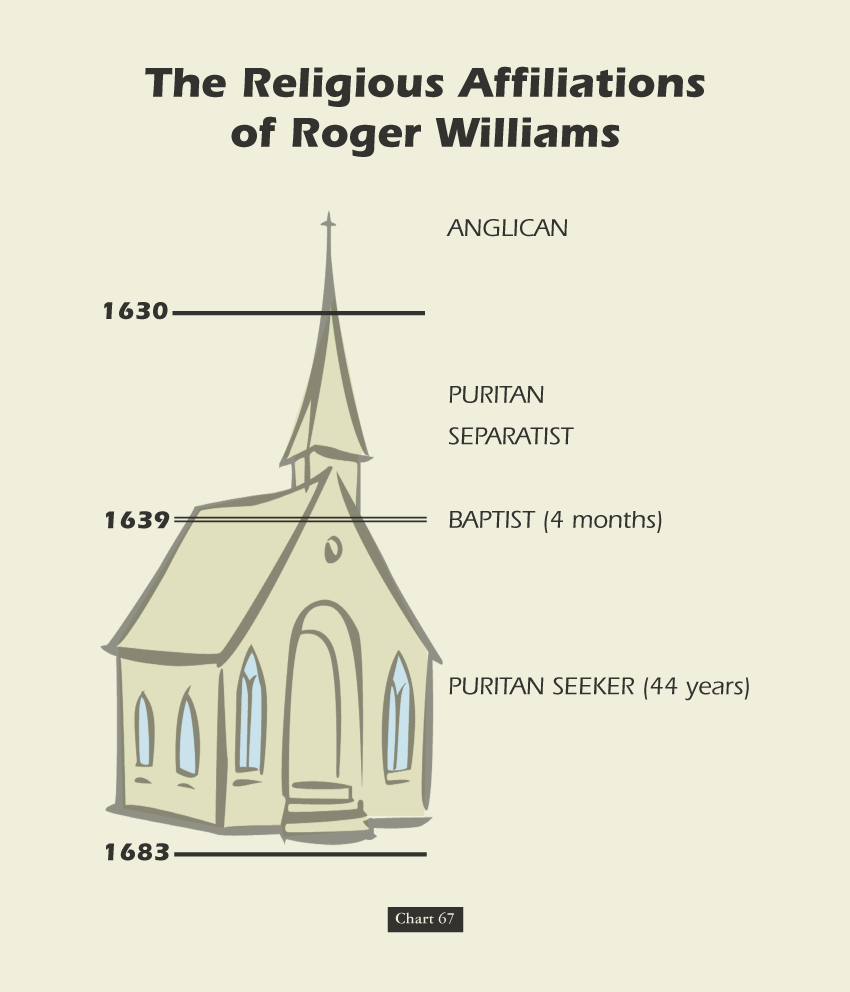 The Religious Affiliations
of Roger Williams
ANGLICAN
1630
PURITAN
SEPARATIST
1639
BAPTIST (4 months)
PURITAN SEEKER (44 years)
1683
Chart 67